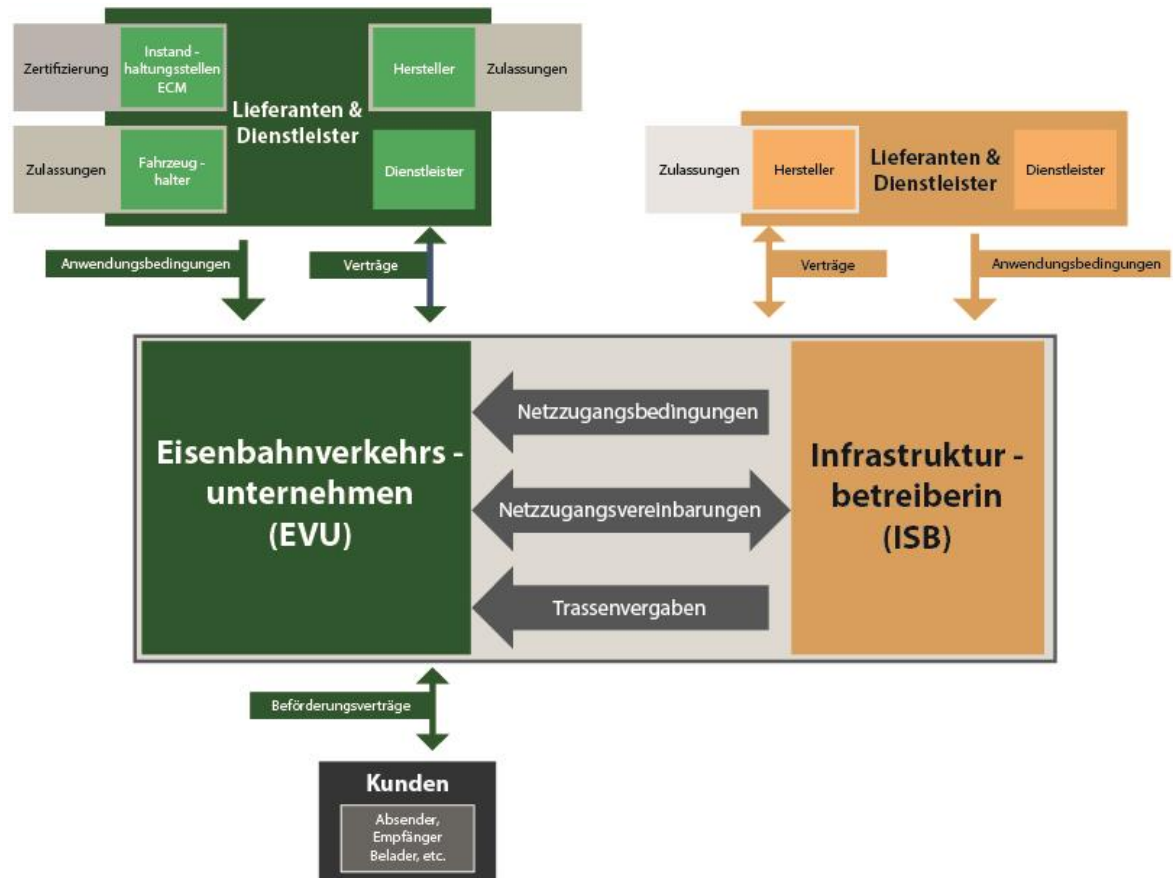 Zertifizierung
Instand -
haltungsstellen
ECM
Hersteller
Zulassungen
Lieferanten &
Dienstleister
Zulassungen
Fahrzeug -
halter
Dienstleister
Zulassungen
Hersteller
Lieferanten &
Dienstleister
Dienstleister
Anwendungsbedingungen
Verträge
Verträge
Anwendungsbedingungen
Eisenbahnverkehrs -
unternehmen
(EVU)
Netzzugangsbedingungen
Netzzugangsvereinbarungen
Trassenvergaben
Infrastruktur -
betreiberin
(ISB)
Beförderungsverträge
Kunden
Absender,
Empfänger
Belader, etc.